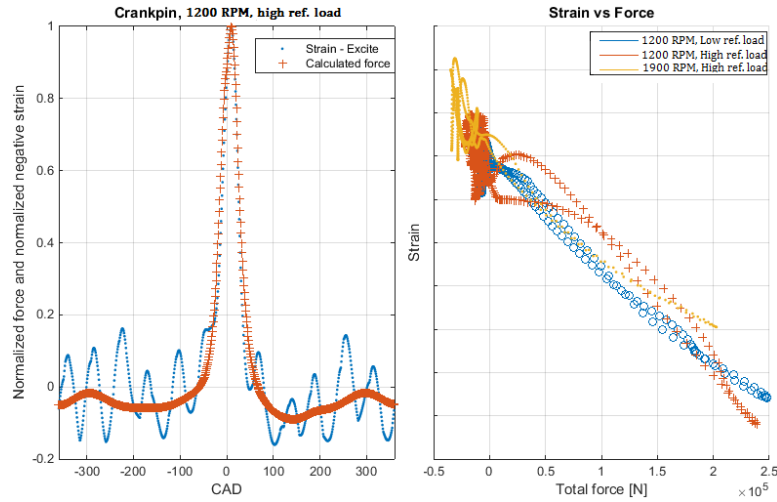 Crankpin, 1200 RPM, high ref. load
Strain - Excite
Calculated force
Normalized force and normalized negative strain
1
0.8
0.6
0.4
0.2
0
-0.2
-300
-200
-100
0
100
200
300
CAD
Strain vs Force
1200 RPM, Low ref. load
1200 RPM, High ref. load
1900 RPM, High ref. load
Strain
-0.5
0
0.5
1
1.5
2
2.5
Total force [N]
× 10⁵